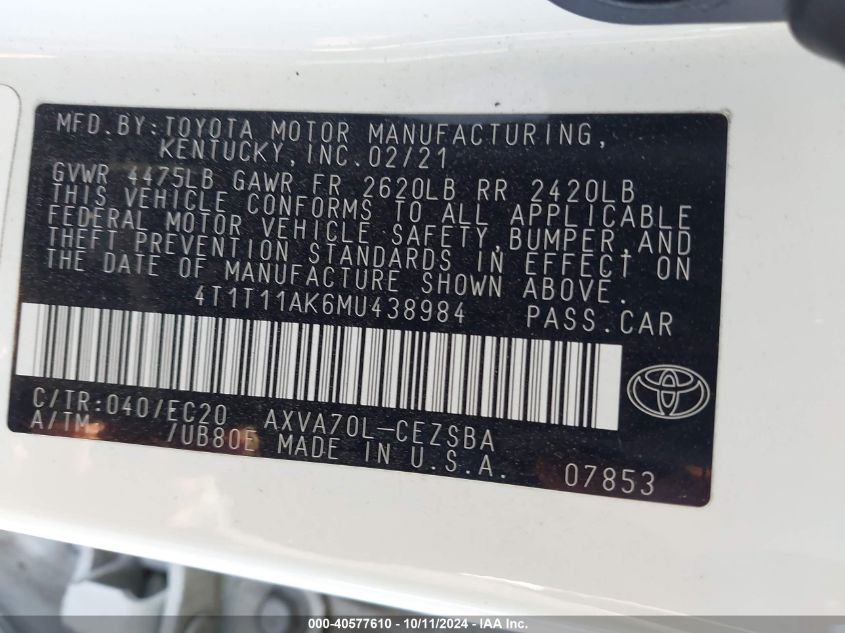 MFD.BY:TOYOTA MOTOR MANUFACTURING,
KENTUCKY,INC.02/21
GVWR 4475LB GAWR FR 2620LB RR 2420LB
THIS VEHICLE CONFORMS TO ALL APPLICABLE
FEDERAL MOTOR VEHICLE SAFETY,BUMPER,AND
THEFT PREVENTION STANDARDS IN EFFECT ON
THE DATE OF MANUFACTURE SHOWN ABOVE.
4T1T11AK6MU438984 PASS.CAR
C/TR:040/EC20 AXVA70L-CEZSBA
A/TM: /UB80E MADE IN U.S.A. 07853
000-40577610 - 10/11/2024 - IAAI.COM